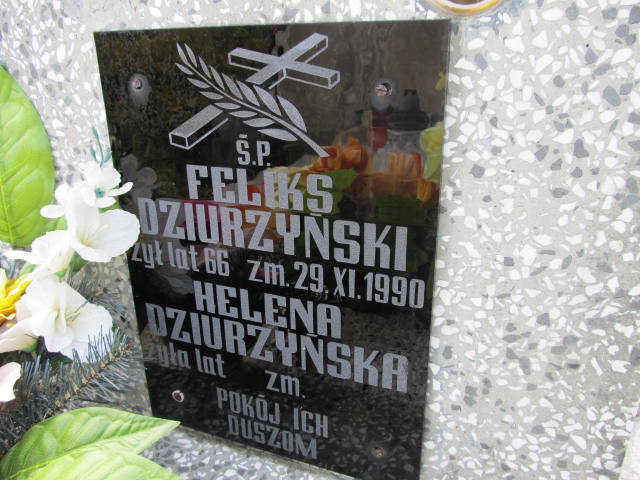 Ś.P.
FELIKS
DZIURZYŃSKI
żył lat 66 zm. 29.XI.1990
HELENA
DZIURZYŃSKA
żyła lat zm.
POKÓJ ICH
DUSZOM